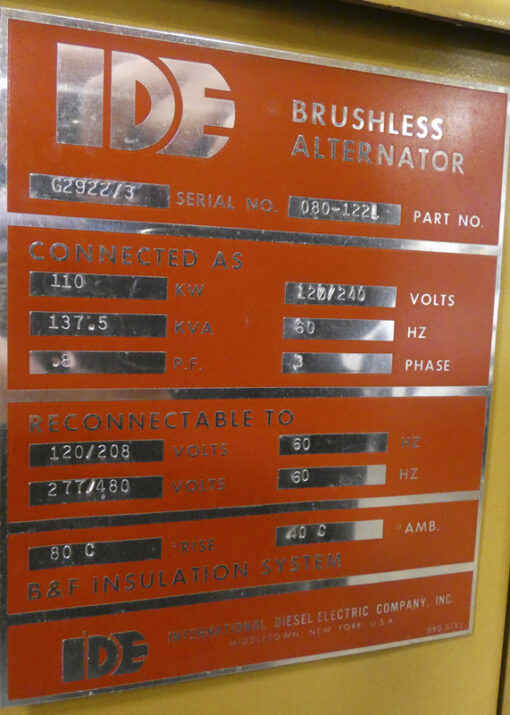 IDE
BRUSHLESS
ALTERNATOR
G2922/3 SERIAL NO. 080-1221 PART NO.
CONNECTED AS
110 KW 120/240 VOLTS
137.5 KVA 60 HZ
.8 P.F. 3 PHASE
RECONNECTABLE TO
120/208 VOLTS 60 HZ
277/480 VOLTS 60 HZ
80 C °RISE 40 C °AMB.
B&F INSULATION SYSTEM
IDE INTERNATIONAL DIESEL ELECTRIC COMPANY, INC.
MIDDLETOWN, NEW YORK, U.S.A.